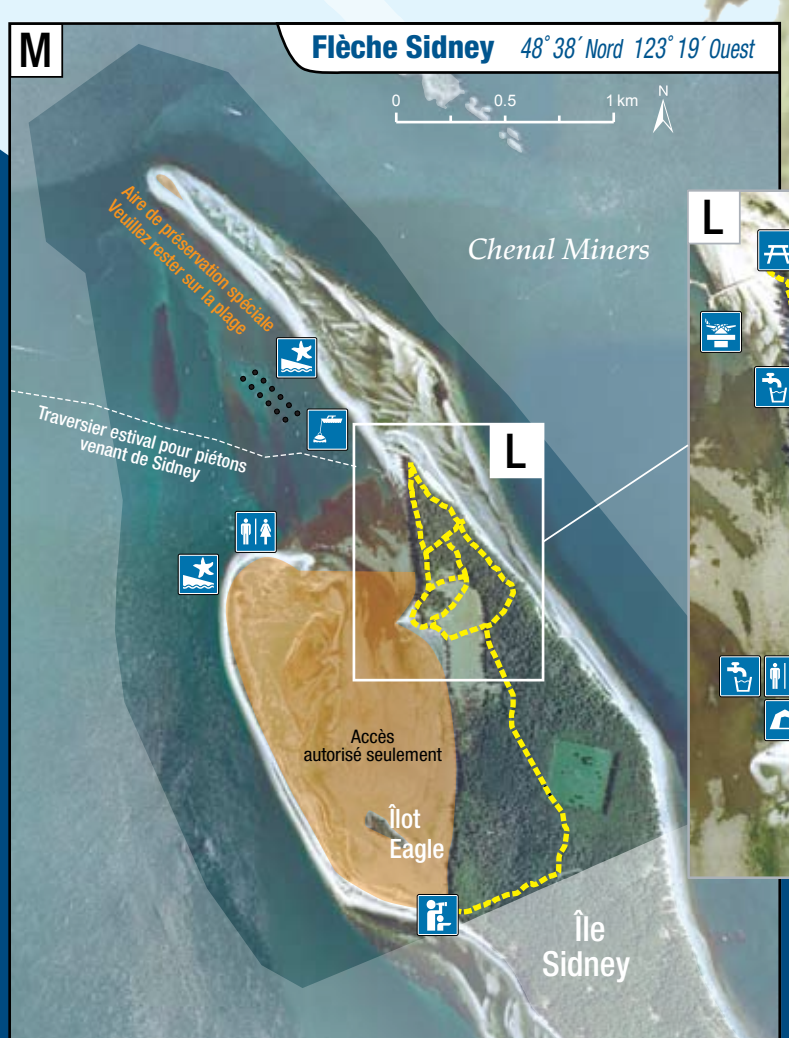 M
Flèche Sidney 48° 38′ Nord 123° 19′ Ouest
0 0.5 1 km
N
Aire de préservation spéciale
Veuillez rester sur la plage
Chenal Miners
L
Traversier estival pour piétons
venant de Sidney
L
Accès
autorisé seulement
Îlot
Eagle
Île
Sidney